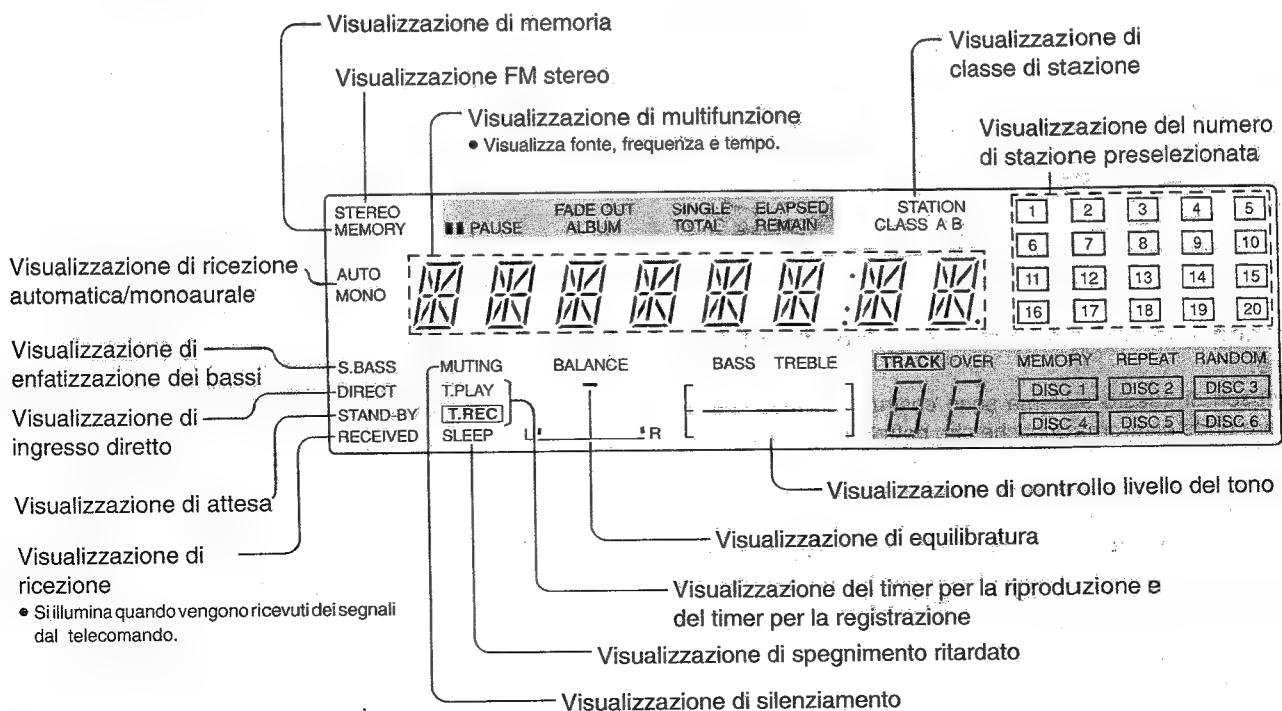 Visualizzazione di memoria
Visualizzazione di
classe di stazione
Visualizzazione FM stereo
Visualizzazione di multifunzione
• Visualizza fonte, frequenza e tempo.
Visualizzazione del numero
di stazione preselezionata
STEREO
MEMORY
PAUSE
FADE OUT
ALBUM
SINGLE
TOTAL
ELAPSED
REMAIN
STATION
CLASS A B
1 2 3 4 5
6 7 8 9 10
11 12 13 14 15
16 17 18 19 20
Visualizzazione di ricezione
automatica/monoaurale
AUTO
MONO
Visualizzazione di
enfatizzazione dei bassi
Visualizzazione di
ingresso diretto
Visualizzazione di attesa
Visualizzazione di
ricezione
• Si illumina quando vengono ricevuti dei segnali
dal telecomando.
S.BASS
DIRECT
STAND-BY
RECEIVED
MUTING
T.PLAY
T.REC
SLEEP
BALANCE
L R
BASS TREBLE
TRACK OVER MEMORY REPEAT RANDOM
DISC 1 DISC 2 DISC 3
DISC 4 DISC 5 DISC 6
Visualizzazione di controllo livello del tono
Visualizzazione di equilibratura
Visualizzazione del timer per la riproduzione e
del timer per la registrazione
Visualizzazione di spegnimento ritardato
Visualizzazione di silenziamento